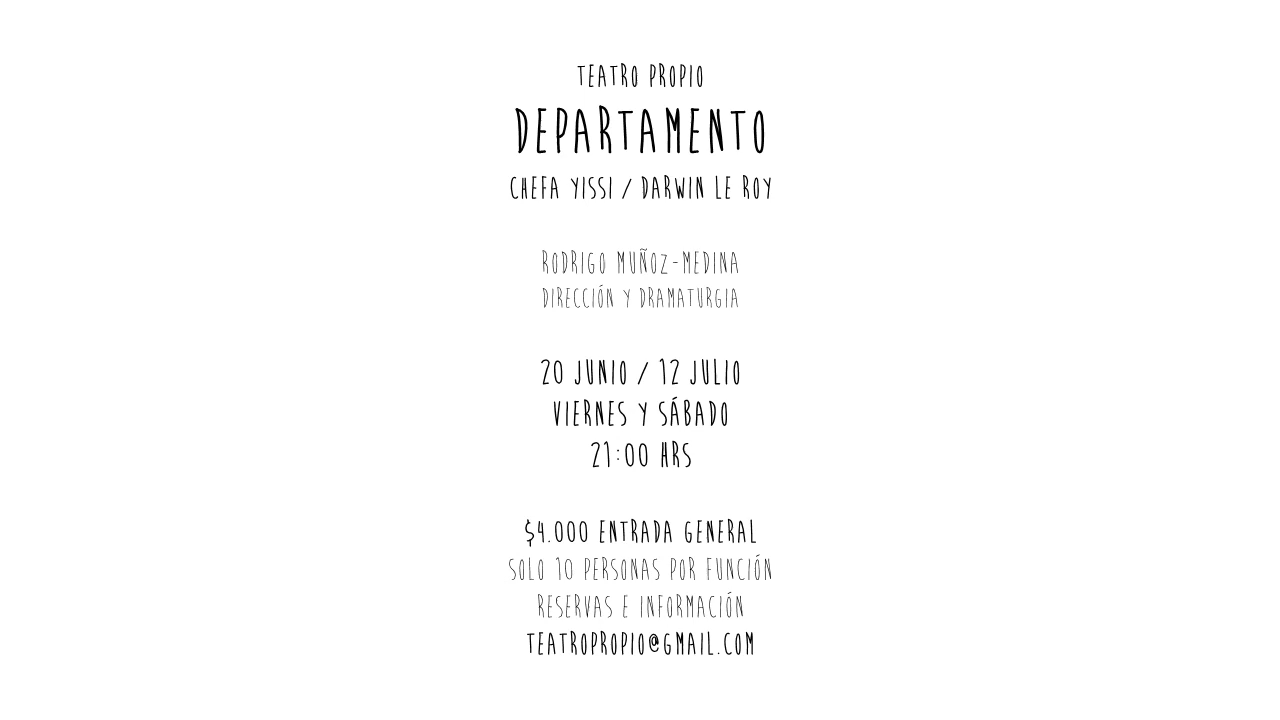 TEATRO PROPIO
DEPARTAMENTO
CHEFA YISSI / DARWIN LE ROY
RODRIGO MUÑOZ-MEDINA
DIRECCIÓN Y DRAMATURGIA
20 JUNIO / 12 JULIO
VIERNES Y SÁBADO
21:00 HRS
$4.000 ENTRADA GENERAL
SOLO 10 PERSONAS POR FUNCIÓN
RESERVAS E INFORMACIÓN
TEATROPROPIO@GMAIL.COM